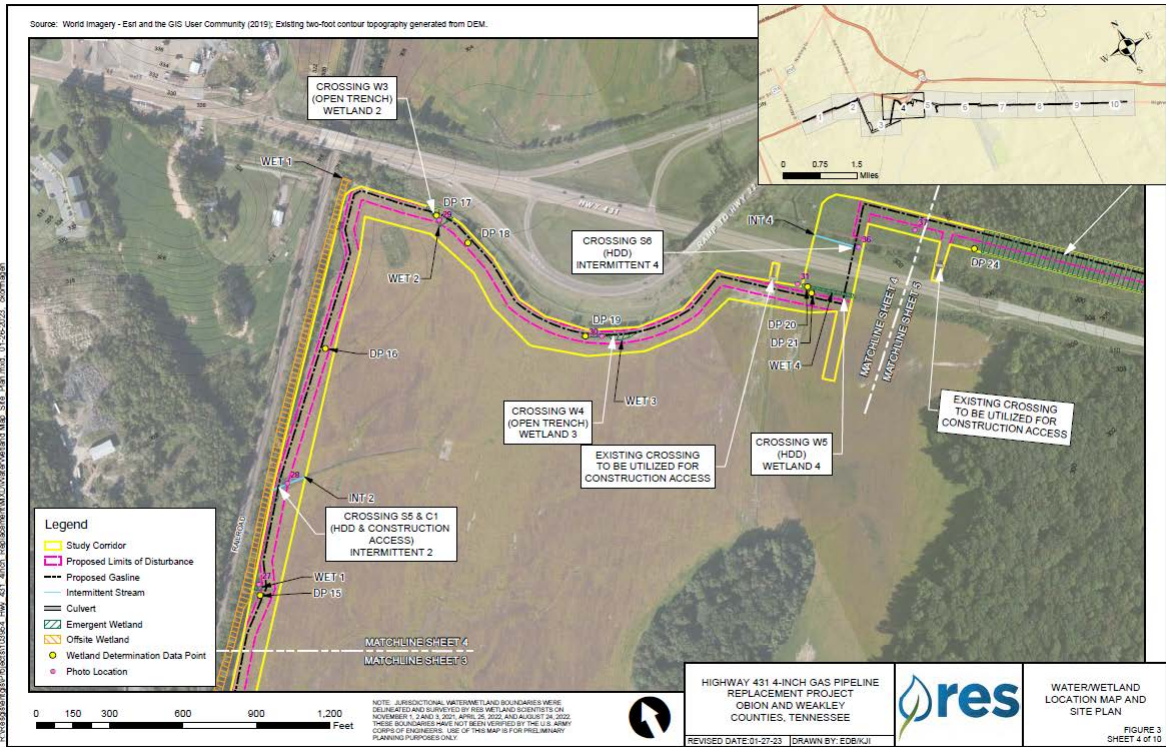 Source: World Imagery - Esri and the GIS User Community (2019); Existing two-foot contour topography generated from DEM.
CROSSING W3
(OPEN TRENCH)
WETLAND 2
WET 1
DP 17
DP 18
WET 2
HWY 431
INT 4
CROSSING S6
(HDD)
INTERMITTENT 4
36
DP 24
33
DP 19
DP 20
DP 21
WET 4
DP 16
WET 3
MATCHLINE SHEET 4
MATCHLINE SHEET 5
CROSSING W4
(OPEN TRENCH)
WETLAND 3
EXISTING CROSSING
TO BE UTILIZED FOR
CONSTRUCTION ACCESS
CROSSING W5
(HDD)
WETLAND 4
EXISTING CROSSING
TO BE UTILIZED FOR
CONSTRUCTION ACCESS
28
INT 2
CROSSING S5 & C1
(HDD & CONSTRUCTION
ACCESS)
INTERMITTENT 2
RAILROAD
27
WET 1
DP 15
MATCHLINE SHEET 4
MATCHLINE SHEET 3
Legend
Study Corridor
Proposed Limits of Disturbance
Proposed Gasline
Intermittent Stream
Culvert
Emergent Wetland
Offsite Wetland
Wetland Determination Data Point
Photo Location
N
E
S
W
1 2 3 4 5 6 7 8 9 10
0 0.75 1.5
Miles
0 150 300 600 900 1,200
Feet
NOTE: JURISDICTIONAL WATER/WETLAND BOUNDARIES WERE
DELINEATED AND SURVEYED BY RES WETLAND SCIENTISTS ON
NOVEMBER 1, 2 AND 3, 2021, APRIL 25, 2022, AND AUGUST 24, 2022.
THESE BOUNDARIES HAVE NOT BEEN VERIFIED BY THE U.S. ARMY
CORPS OF ENGINEERS. USE OF THIS MAP IS FOR PRELIMINARY
PLANNING PURPOSES ONLY.
HIGHWAY 431 4-INCH GAS PIPELINE
REPLACEMENT PROJECT
OBION AND WEAKLEY
COUNTIES, TENNESSEE
REVISED DATE:01-27-23 DRAWN BY: EDB/KJI
res
WATER/WETLAND
LOCATION MAP AND
SITE PLAN
FIGURE 3
SHEET 4 of 10